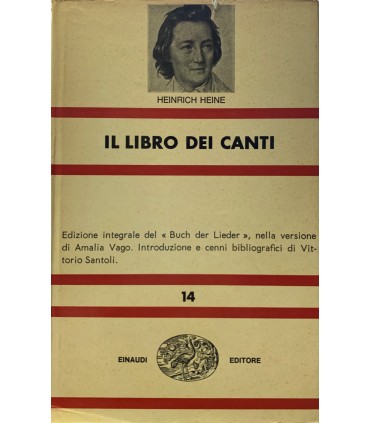 HEINRICH HEINE
IL LIBRO DEI CANTI
Edizione integrale del « Buch der Lieder », nella versione
di Amalia Vago. Introduzione e cenni bibliografici di Vit-
torio Santoli.
14
EINAUDI EDITORE